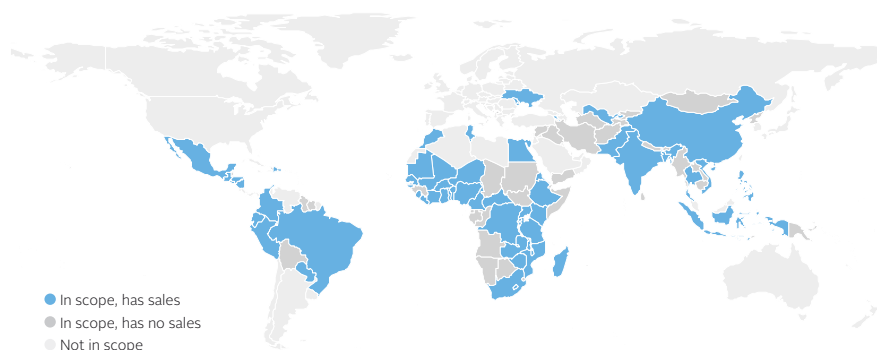 In scope, has sales
In scope, has no sales
Not in scope